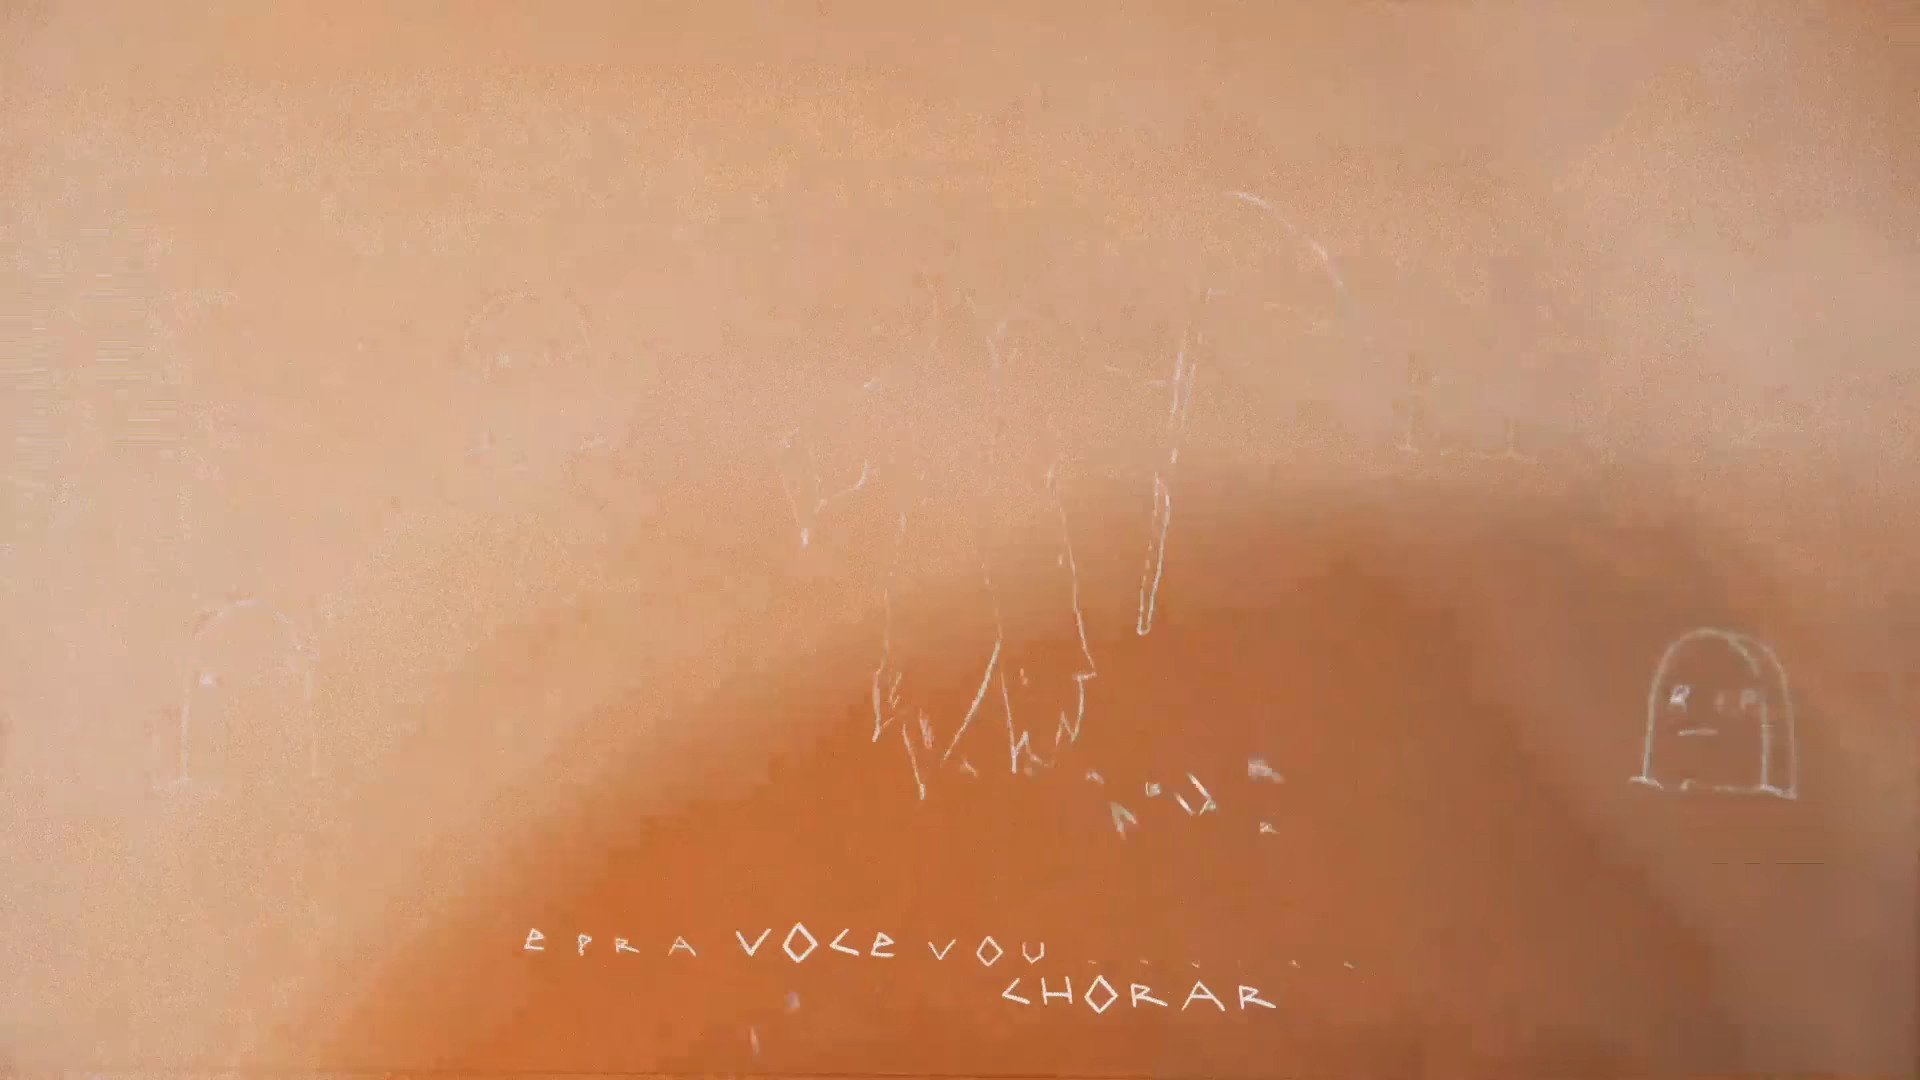 R I P
E PRA VOCE VOU ........
CHORAR